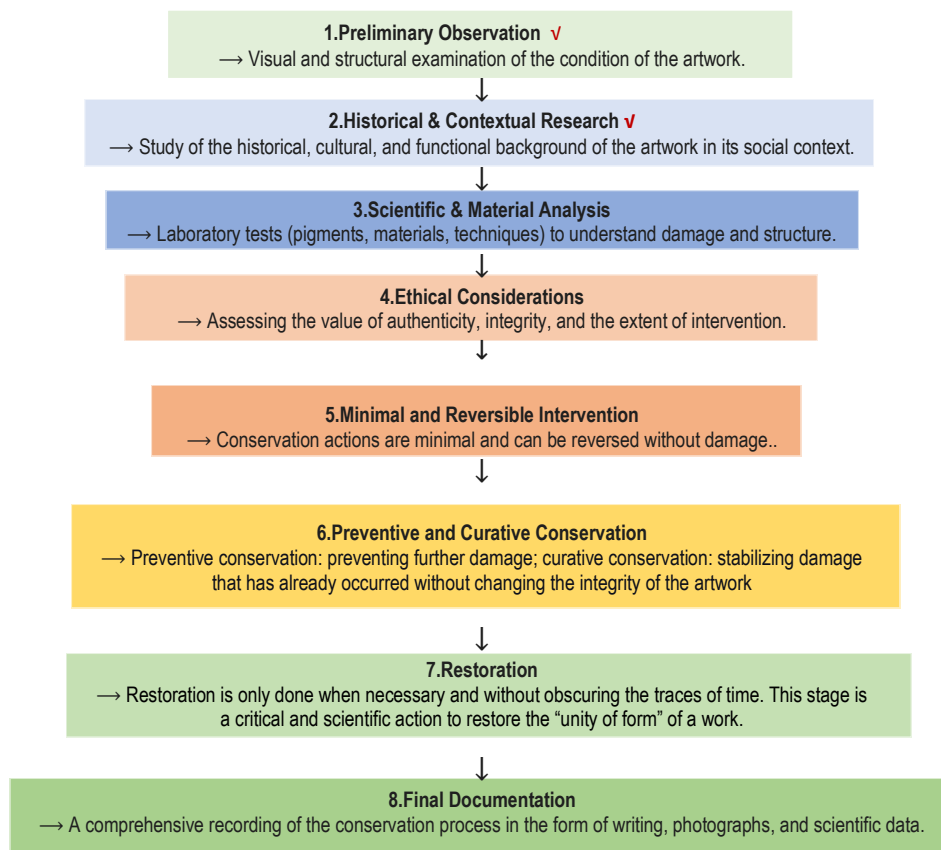 1.Preliminary Observation √
→ Visual and structural examination of the condition of the artwork.
↓
2.Historical & Contextual Research √
→ Study of the historical, cultural, and functional background of the artwork in its social context.
↓
3.Scientific & Material Analysis
→ Laboratory tests (pigments, materials, techniques) to understand damage and structure.
↓
4.Ethical Considerations
→ Assessing the value of authenticity, integrity, and the extent of intervention.
↓
5.Minimal and Reversible Intervention
→ Conservation actions are minimal and can be reversed without damage..
↓
6.Preventive and Curative Conservation
→ Preventive conservation: preventing further damage; curative conservation: stabilizing damage
that has already occurred without changing the integrity of the artwork
↓
7.Restoration
→ Restoration is only done when necessary and without obscuring the traces of time. This stage is
a critical and scientific action to restore the “unity of form” of a work.
↓
8.Final Documentation
→ A comprehensive recording of the conservation process in the form of writing, photographs, and scientific data.